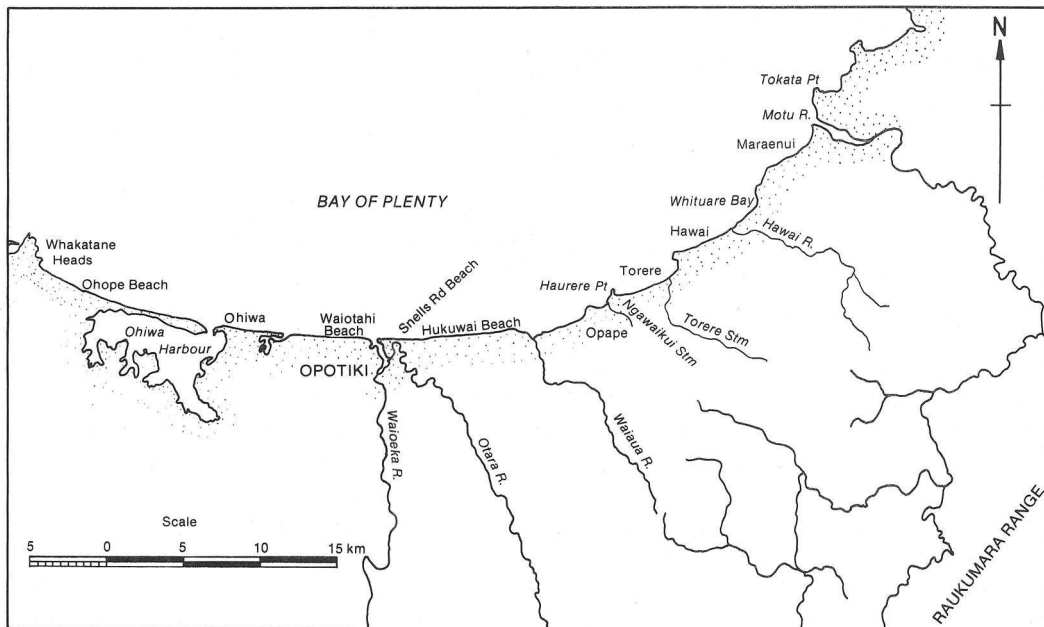 N
Tokata Pt
Motu R.
Maraenui
BAY OF PLENTY
Whituare Bay
Hawai
Hawai R.
Whakatane
Heads
Ohope Beach
Torere
Haurere Pt
Snells Rd Beach
Ohiwa
Waiotahi
Beach
Hukuwai Beach
Opape
Ngawaikui Stm
Torere Stm
Ohiwa
Harbour
OPOTIKI
Waioeka R.
Otara R.
Waiaua R.
RAUKUMARA RANGE
Scale
5 0 5 10 15 km